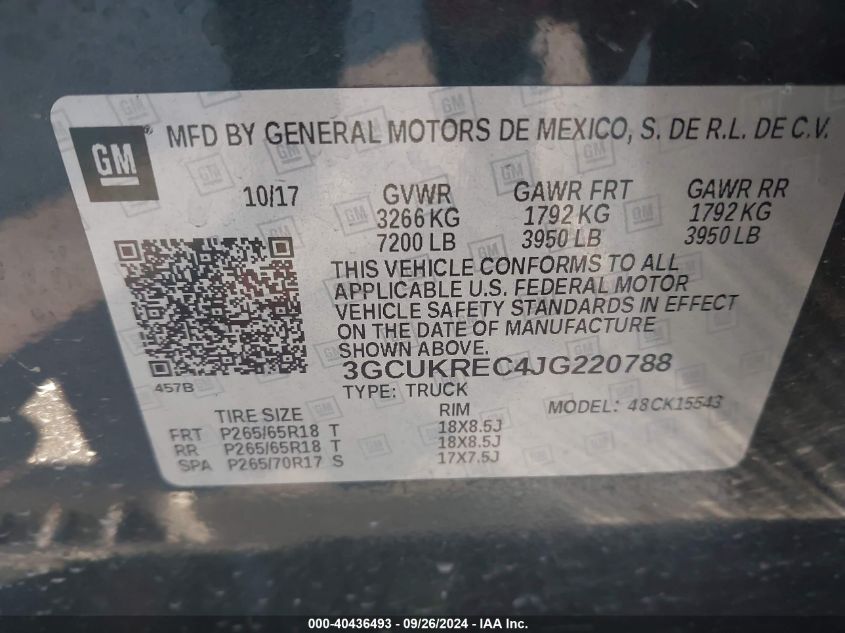 GM ® MFD BY GENERAL MOTORS DE MEXICO, S. DE R.L. DE C.V.
10/17 GVWR GAWR FRT GAWR RR
3266 KG 1792 KG 1792 KG
7200 LB 3950 LB 3950 LB
THIS VEHICLE CONFORMS TO ALL
APPLICABLE U.S. FEDERAL MOTOR
VEHICLE SAFETY STANDARDS IN EFFECT
ON THE DATE OF MANUFACTURE
SHOWN ABOVE.
3GCUKREC4JG220788
457B
TYPE: TRUCK
TIRE SIZE RIM MODEL: 48CK15543
FRT P265/65R18 T 18X8.5J
RR P265/65R18 T 18X8.5J
SPA P265/70R17 S 17X7.5J
000-40436493 - 09/26/2024 - IAA Inc.